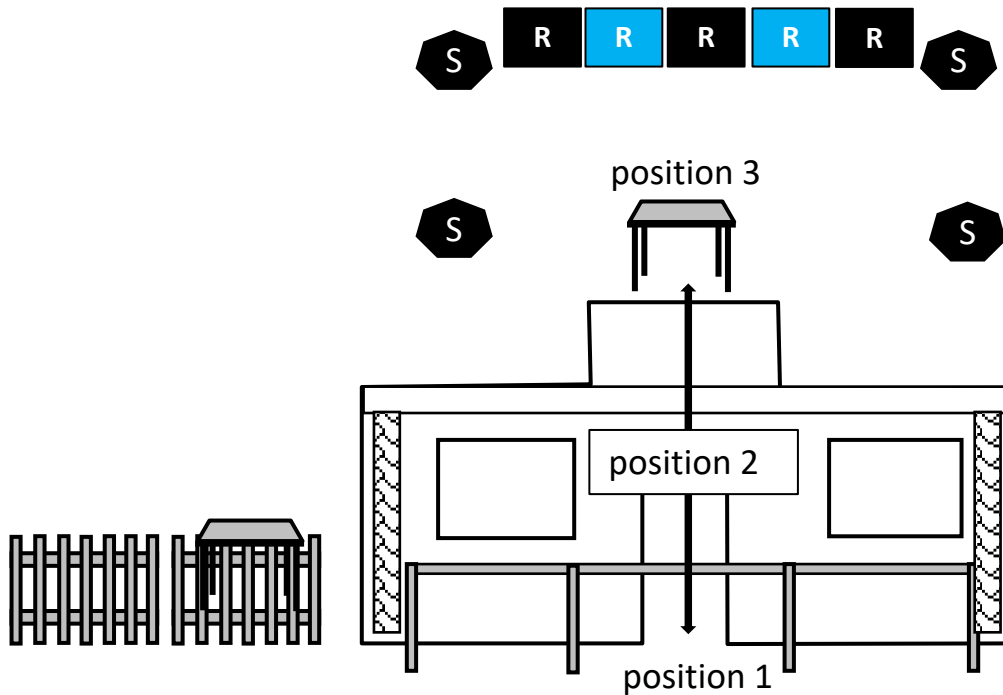 R R R R R
S S
position 3
S S
position 2
position 1